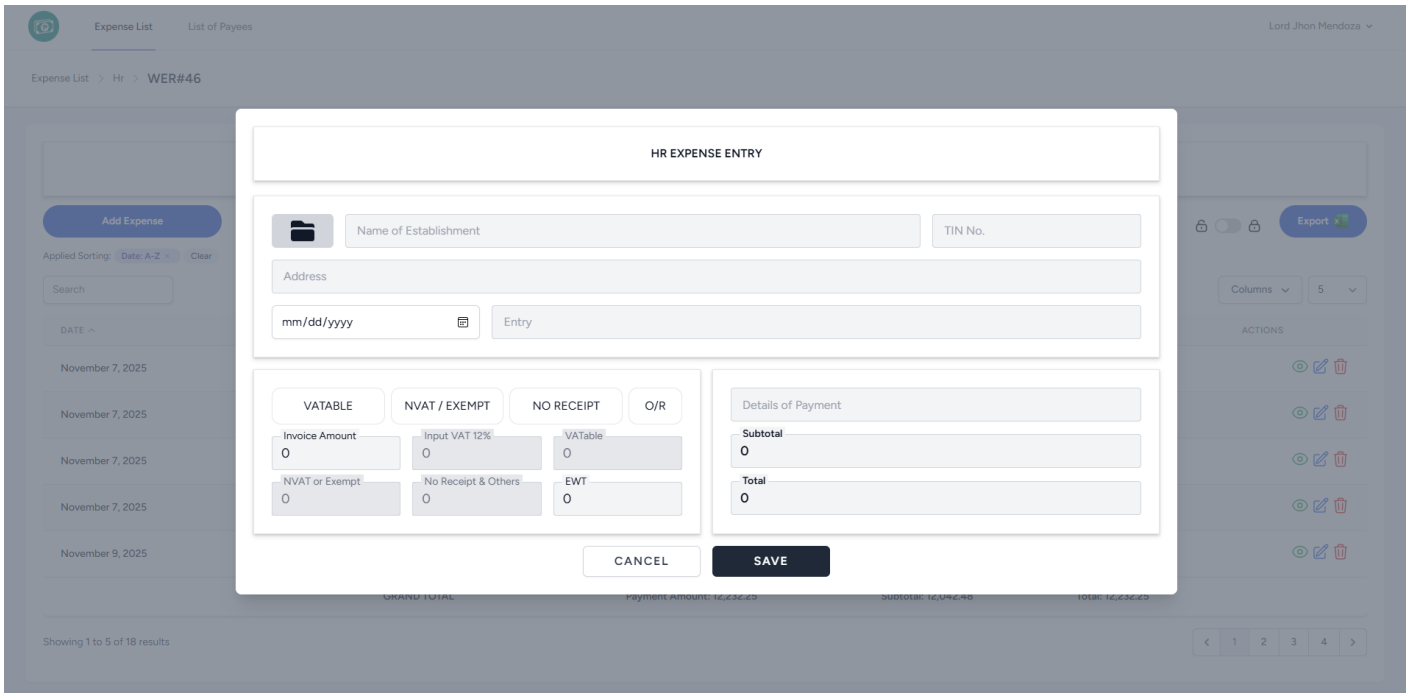 Expense List List of Payees Lord Jhon Mendoza
Expense List > Hr > WER#46
HR EXPENSE ENTRY
Add Expense Export
Name of Establishment TIN No.
Applied Sorting: Date: A-Z × Clear
Address
Search Columns 5
mm/dd/yyyy Entry
DATE ACTIONS
November 7, 2025
VATABLE NVAT / EXEMPT NO RECEIPT O/R Details of Payment
November 7, 2025
Invoice Amount Input VAT 12% VATable Subtotal
0 0 0 0
November 7, 2025
NVAT or Exempt No Receipt & Others EWT Total
0 0 0 0
November 7, 2025
November 9, 2025
CANCEL SAVE
GRAND TOTAL Payment Amount: 12,232.25 Subtotal: 12,042.48 Total: 12,232.25
Showing 1 to 5 of 18 results < 1 2 3 4 >